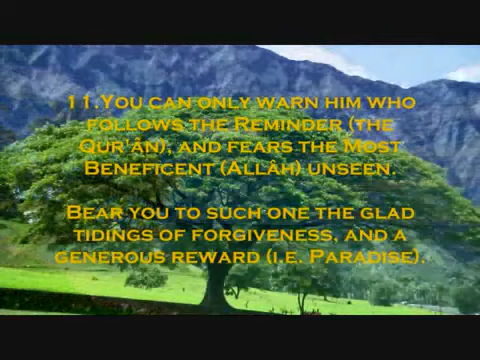 11.You can only warn him who
follows the Reminder (the
Qur'ân), and fears the Most
Beneficent (Allâh) unseen.
Bear you to such one the glad
tidings of forgiveness, and a
generous reward (i.e. Paradise).